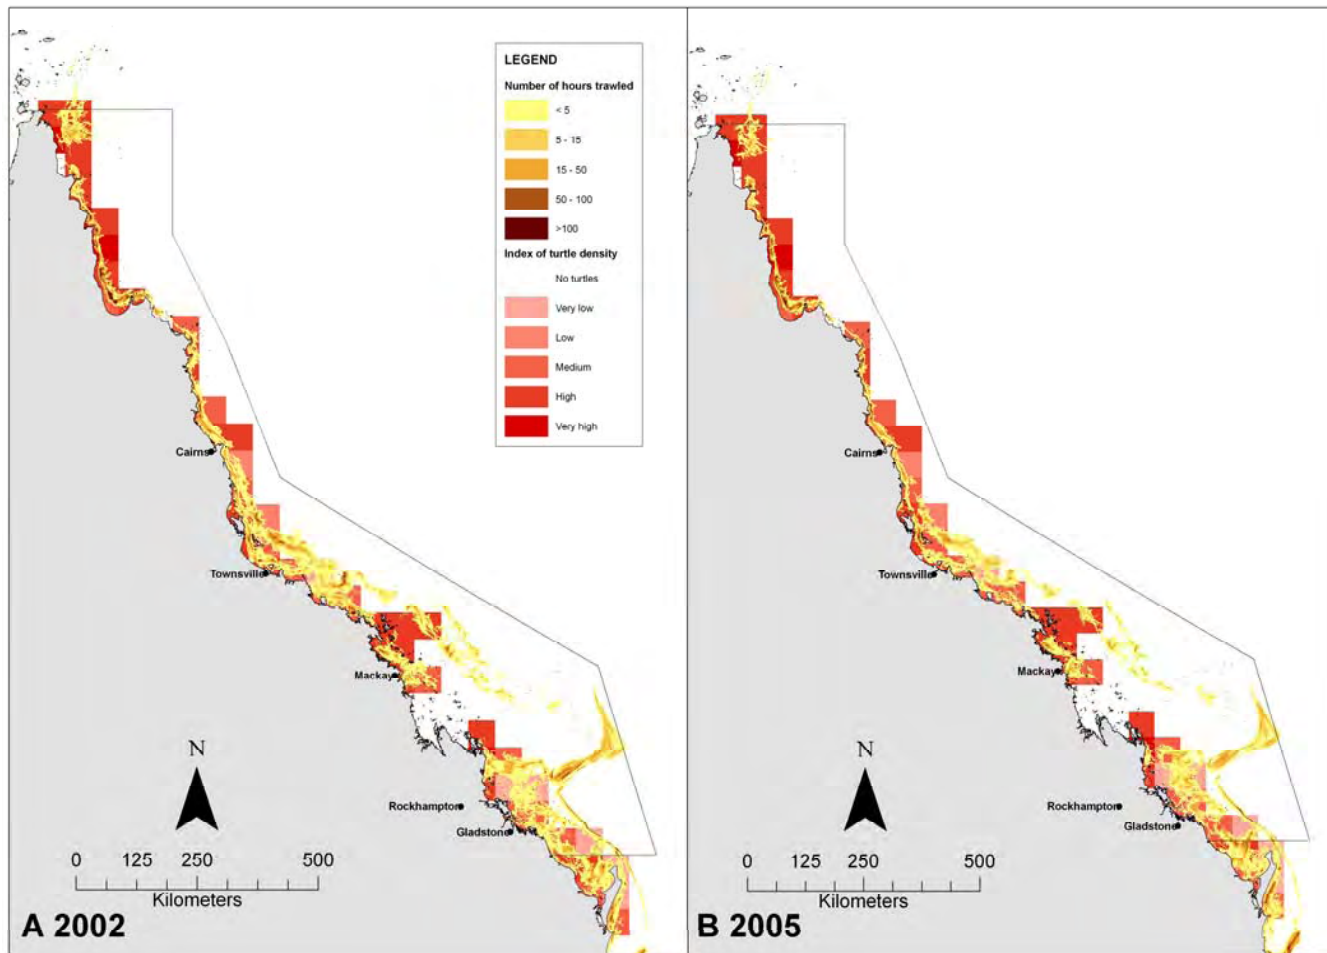 LEGEND
Number of hours trawled
< 5
5 - 15
15 - 50
50 - 100
>100
Index of turtle density
No turtles
Very low
Low
Medium
High
Very high
Cairns
Townsville
Mackay
Rockhampton
Gladstone
N
0 125 250 500
Kilometers
A 2002
Cairns
Townsville
Mackay
Rockhampton
Gladstone
N
0 125 250 500
Kilometers
B 2005